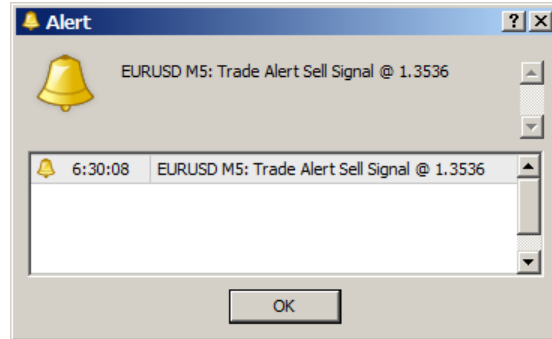 Alert
EURUSD M5: Trade Alert Sell Signal @ 1.3536
6:30:08 EURUSD M5: Trade Alert Sell Signal @ 1.3536
OK